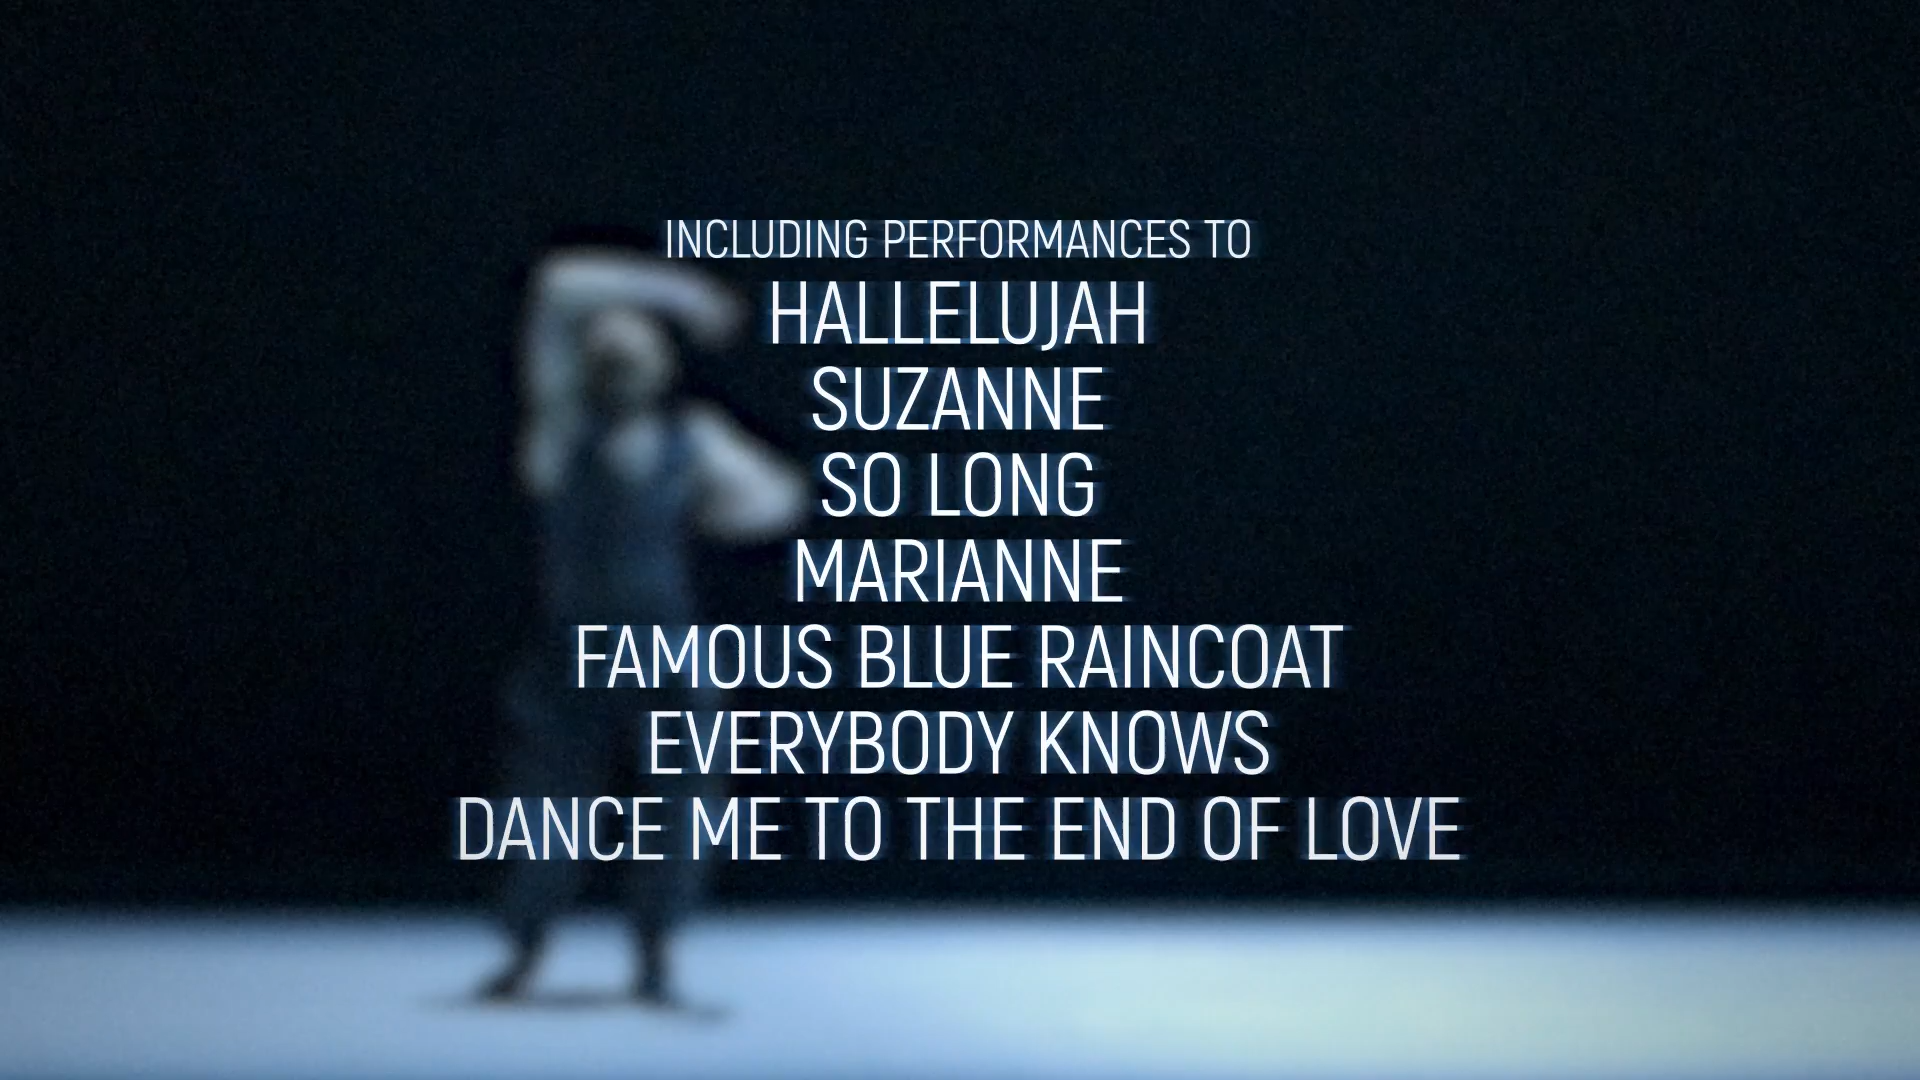 INCLUDING PERFORMANCES TO
HALLELUJAH
SUZANNE
SO LONG
MARIANNE
FAMOUS BLUE RAINCOAT
EVERYBODY KNOWS
DANCE ME TO THE END OF LOVE